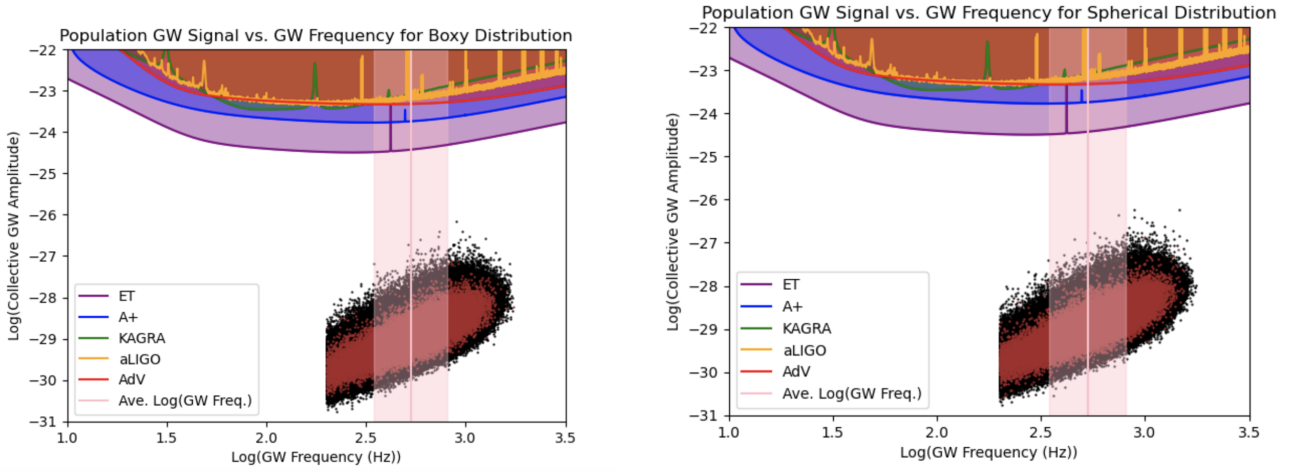 Population GW Signal vs. GW Frequency for Boxy Distribution
−22
−23
−24
−25
−26
−27
−28
−29
−30
−31
Log(Collective GW Amplitude)
ET
A+
KAGRA
aLIGO
AdV
Ave. Log(GW Freq.)
1.0 1.5 2.0 2.5 3.0 3.5
Log(GW Frequency (Hz))
Population GW Signal vs. GW Frequency for Spherical Distribution
−22
−23
−24
−25
−26
−27
−28
−29
−30
−31
Log(Collective GW Amplitude)
ET
A+
KAGRA
aLIGO
AdV
Ave. Log(GW Freq.)
1.0 1.5 2.0 2.5 3.0 3.5
Log(GW Frequency (Hz))